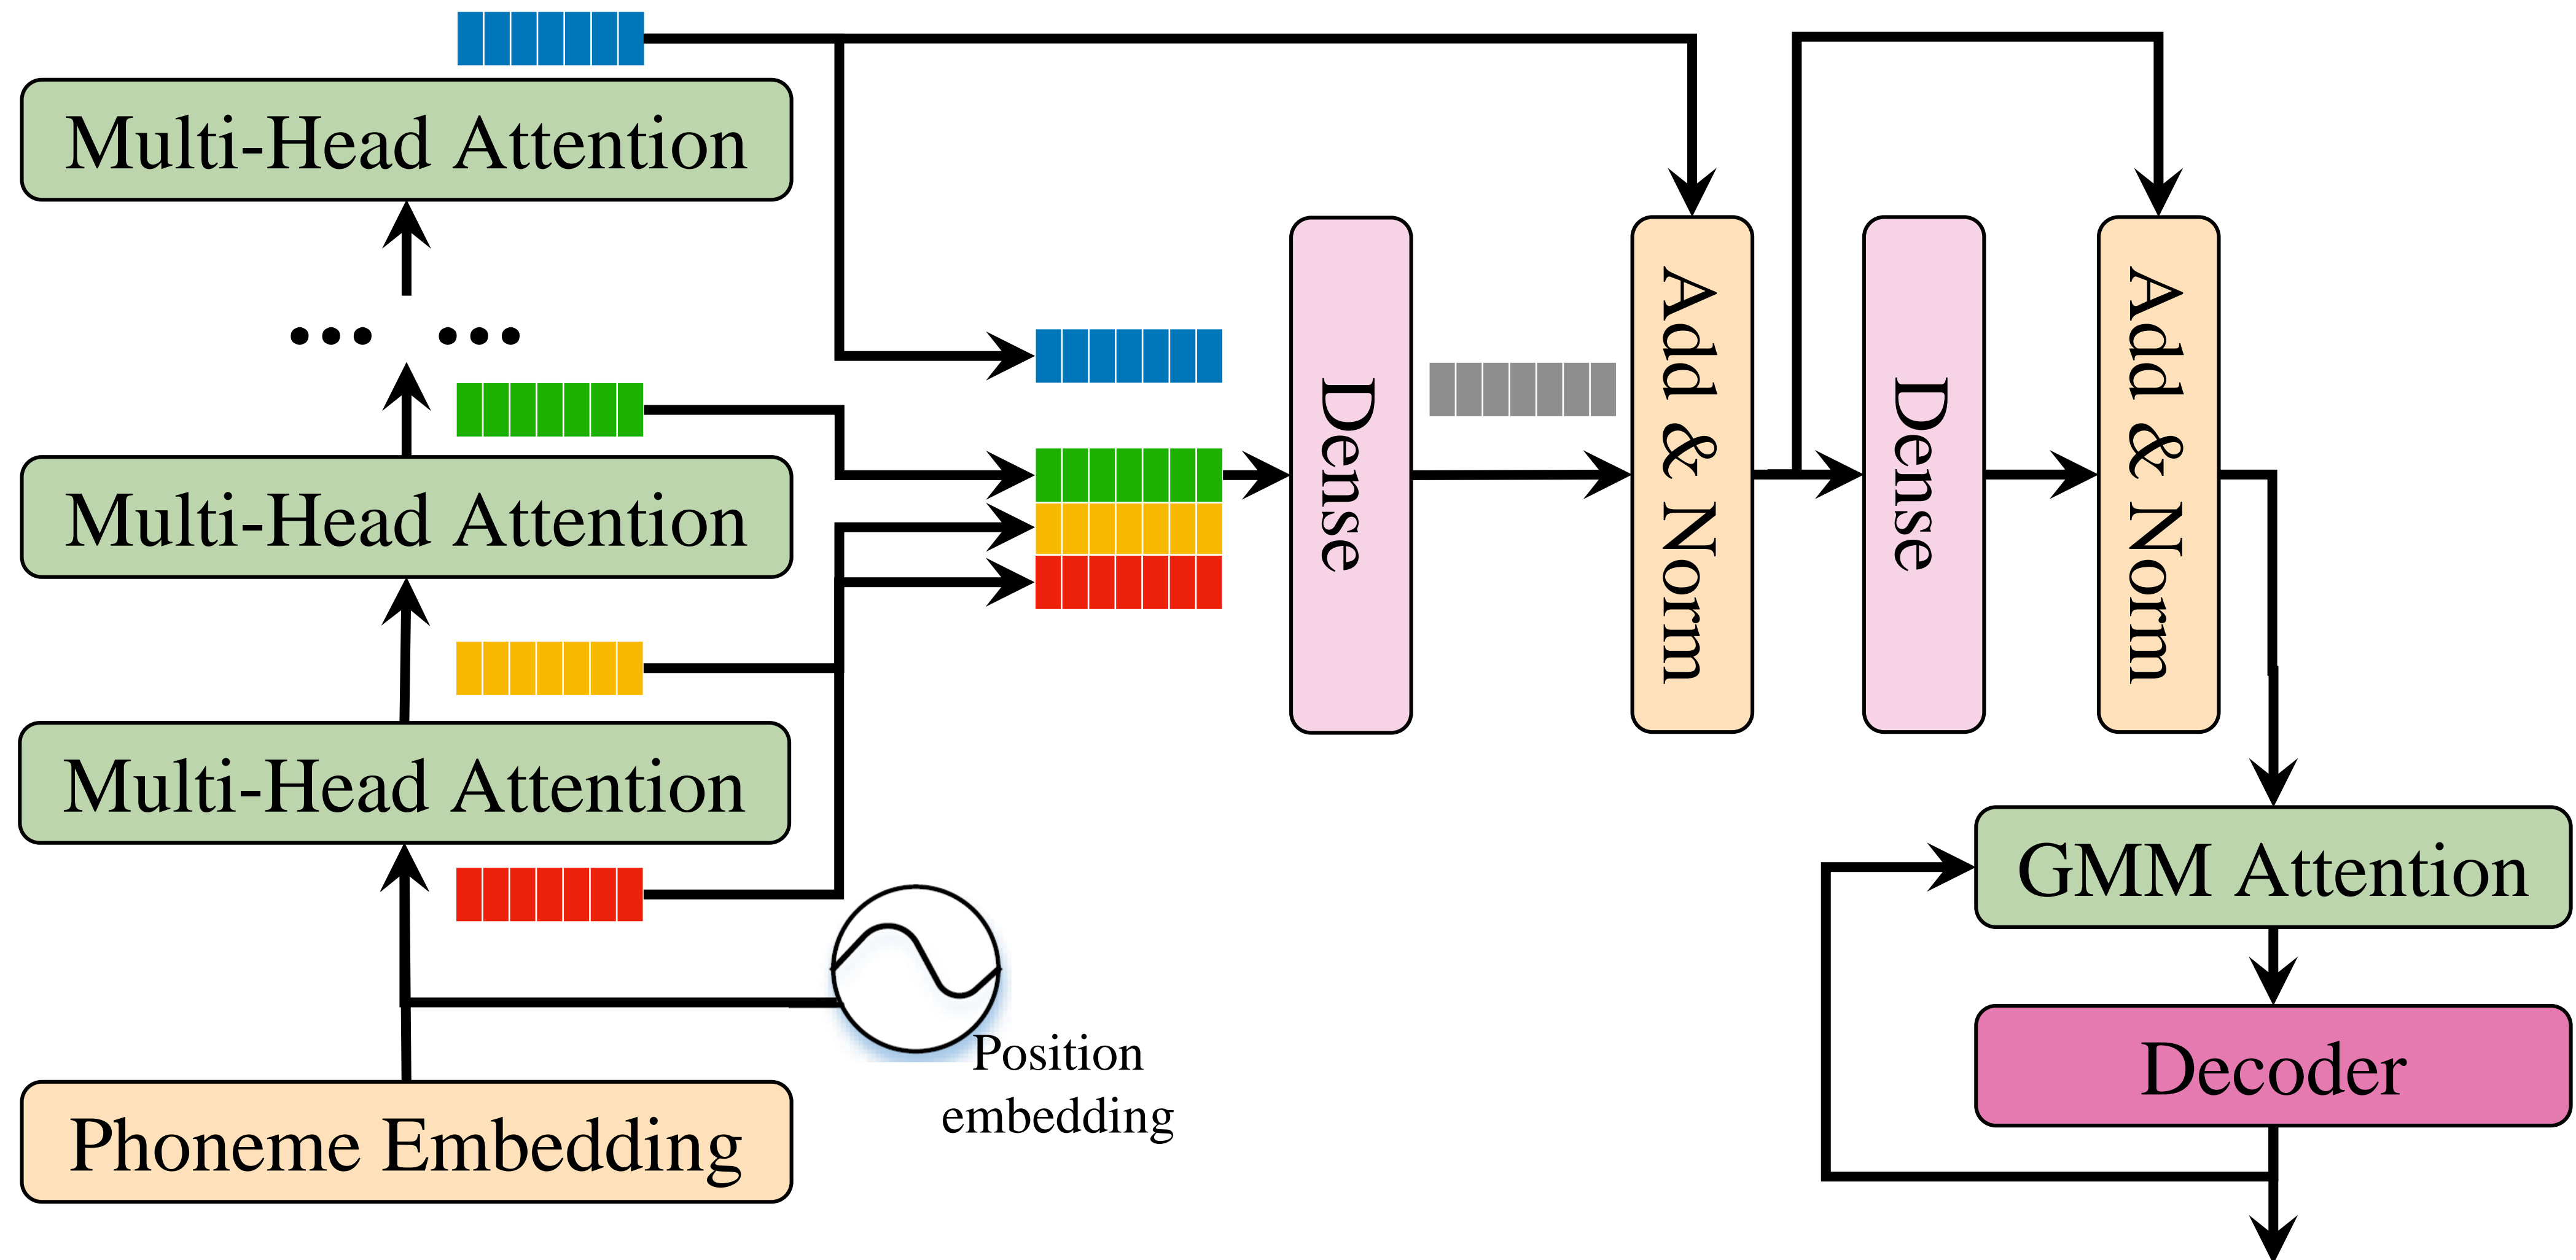 Multi-Head Attention
... ...
Multi-Head Attention
Multi-Head Attention
Phoneme Embedding
Position
embedding
Dense
Add & Norm
Dense
Add & Norm
GMM Attention
Decoder